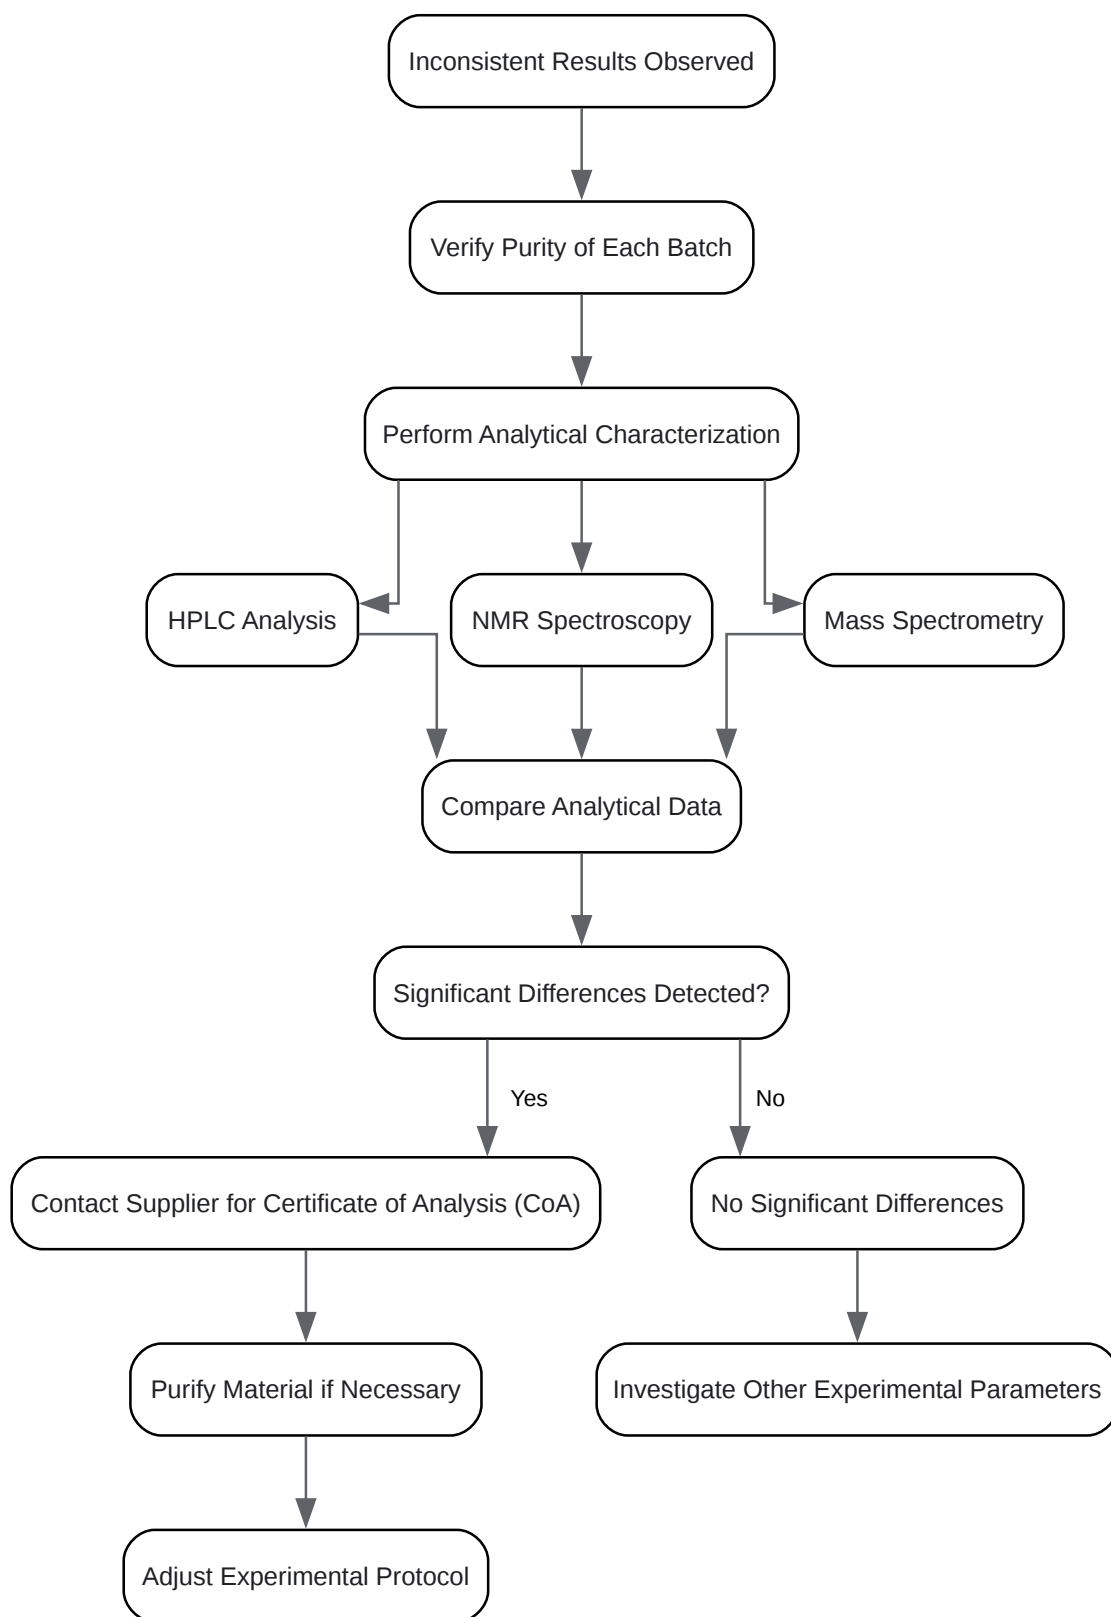 Inconsistent Results Observed
Verify Purity of Each Batch
Perform Analytical Characterization
HPLC Analysis
NMR Spectroscopy
Mass Spectrometry
Compare Analytical Data
Significant Differences Detected?
Yes
No
Contact Supplier for Certificate of Analysis (CoA)
No Significant Differences
Purify Material if Necessary
Investigate Other Experimental Parameters
Adjust Experimental Protocol